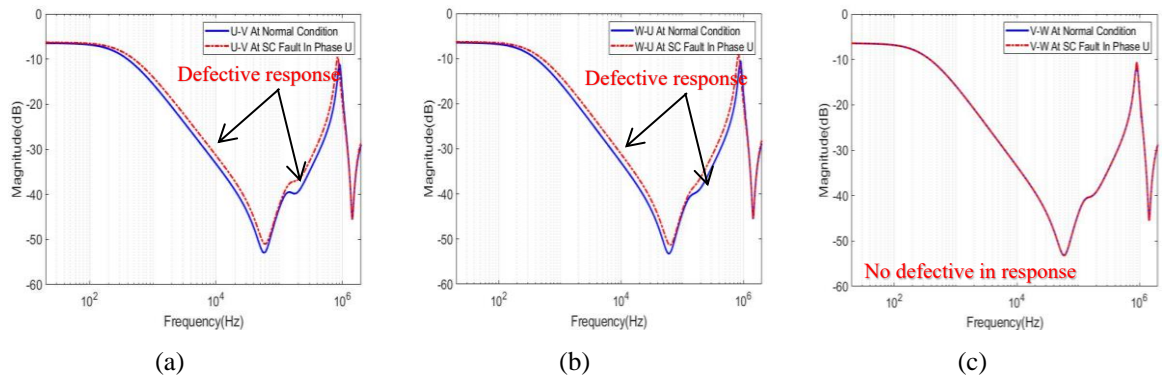 0
-10
-20
-30
-40
-50
-60
Magnitude(dB)
U-V At Normal Condition
U-V At SC Fault In Phase U
Defective response
10^2
10^4
10^6
Frequency(Hz)
(a)
0
-10
-20
-30
-40
-50
-60
Magnitude(dB)
W-U At Normal Condition
W-U At SC Fault In Phase U
Defective response
10^2
10^4
10^6
Frequency(Hz)
(b)
0
-10
-20
-30
-40
-50
-60
Magnitude(dB)
V-W At Normal Condition
V-W At SC Fault In Phase U
No defective in response
10^2
10^4
10^6
Frequency(Hz)
(c)